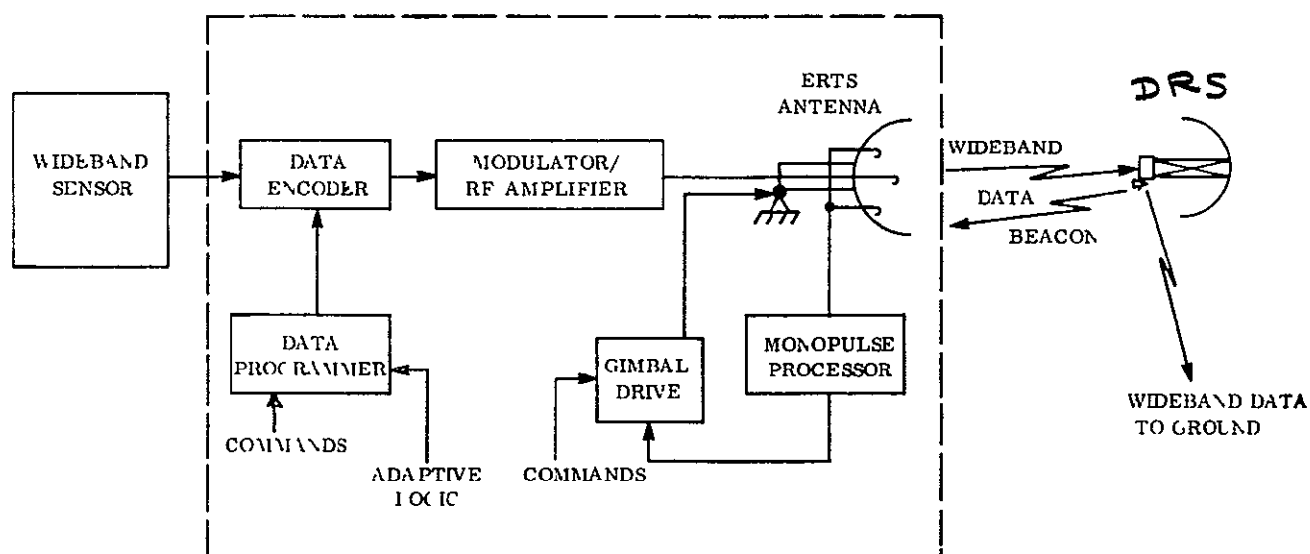 WIDEBAND
SENSOR
DATA
ENCODER
MODULATOR/
RF AMPLIFIER
ERTS
ANTENNA
DRS
WIDEBAND
DATA
BEACON
DATA
PROGRAMMER
COMMANDS
ADAPTIVE
LOGIC
GIMBAL
DRIVE
COMMANDS
MONOPULSE
PROCESSOR
WIDEBAND DATA
TO GROUND